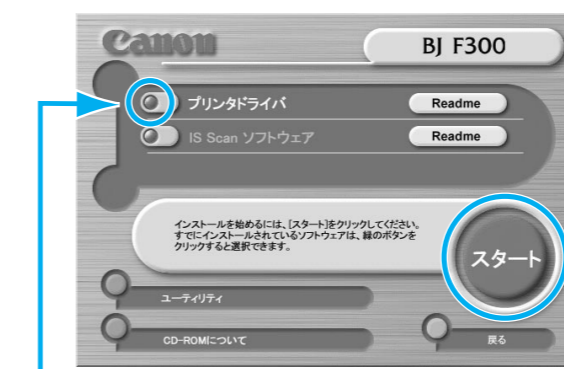 Canon
BJ F300
プリンタドライバ
Readme
IS Scan ソフトウェア
Readme
インストールを始めるには、[スタート]をクリックしてください。
すでにインストールされているソフトウェアは、緑のボタンを
クリックすると選択できます。
スタート
ユーティリティ
CD-ROMについて
戻る